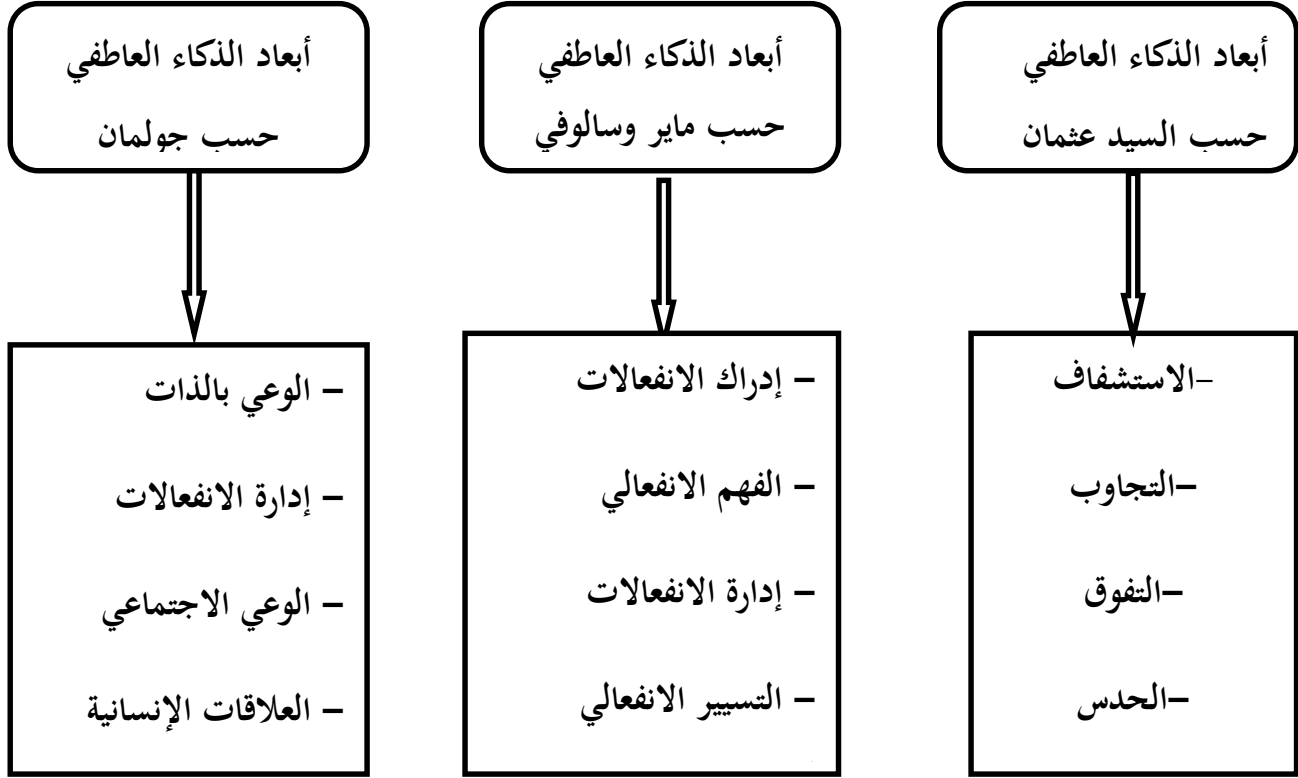 أبعاد الذكاء العاطفي
حسب السيد عثمان
–الاستشفاف
–التجاوب
–التفوق
–الحدس
أبعاد الذكاء العاطفي
حسب ماير وسالوفي
– إدراك الانفعالات
– الفهم الانفعالي
– إدارة الانفعالات
– التسيير الانفعالي
أبعاد الذكاء العاطفي
حسب جولمان
– الوعي بالذات
– إدارة الانفعالات
– الوعي الاجتماعي
– العلاقات الإنسانية